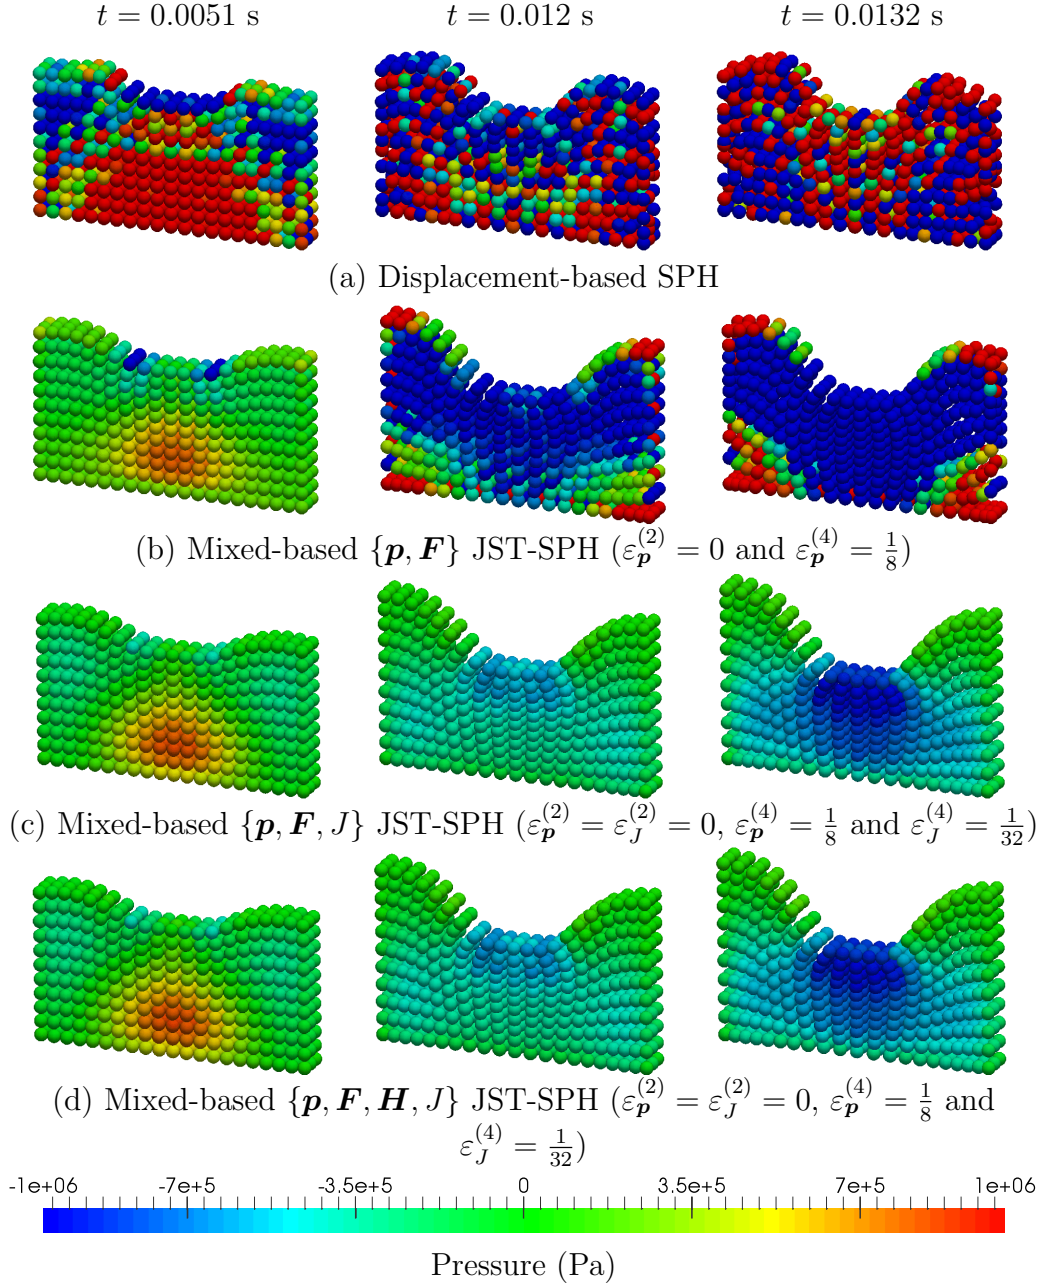 t = 0.0051 s t = 0.012 s t = 0.0132 s
(a) Displacement-based SPH
(b) Mixed-based {p, F} JST-SPH (ε_p^(2) = 0 and ε_p^(4) = 1/8)
(c) Mixed-based {p, F, J} JST-SPH (ε_p^(2) = ε_J^(2) = 0, ε_p^(4) = 1/8 and ε_J^(4) = 1/32)
(d) Mixed-based {p, F, H, J} JST-SPH (ε_p^(2) = ε_J^(2) = 0, ε_p^(4) = 1/8 and
ε_J^(4) = 1/32)
-1e+06 -7e+5 -3.5e+5 0 3.5e+5 7e+5 1e+06
Pressure (Pa)